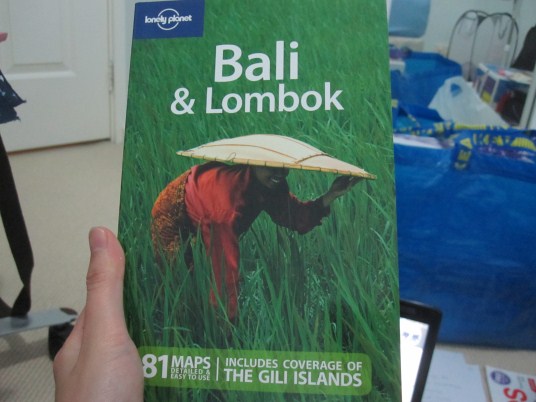 lonely planet
Bali
& Lombok
81 MAPS
DETAILED &
EASY TO USE
INCLUDES COVERAGE OF
THE GILI ISLANDS